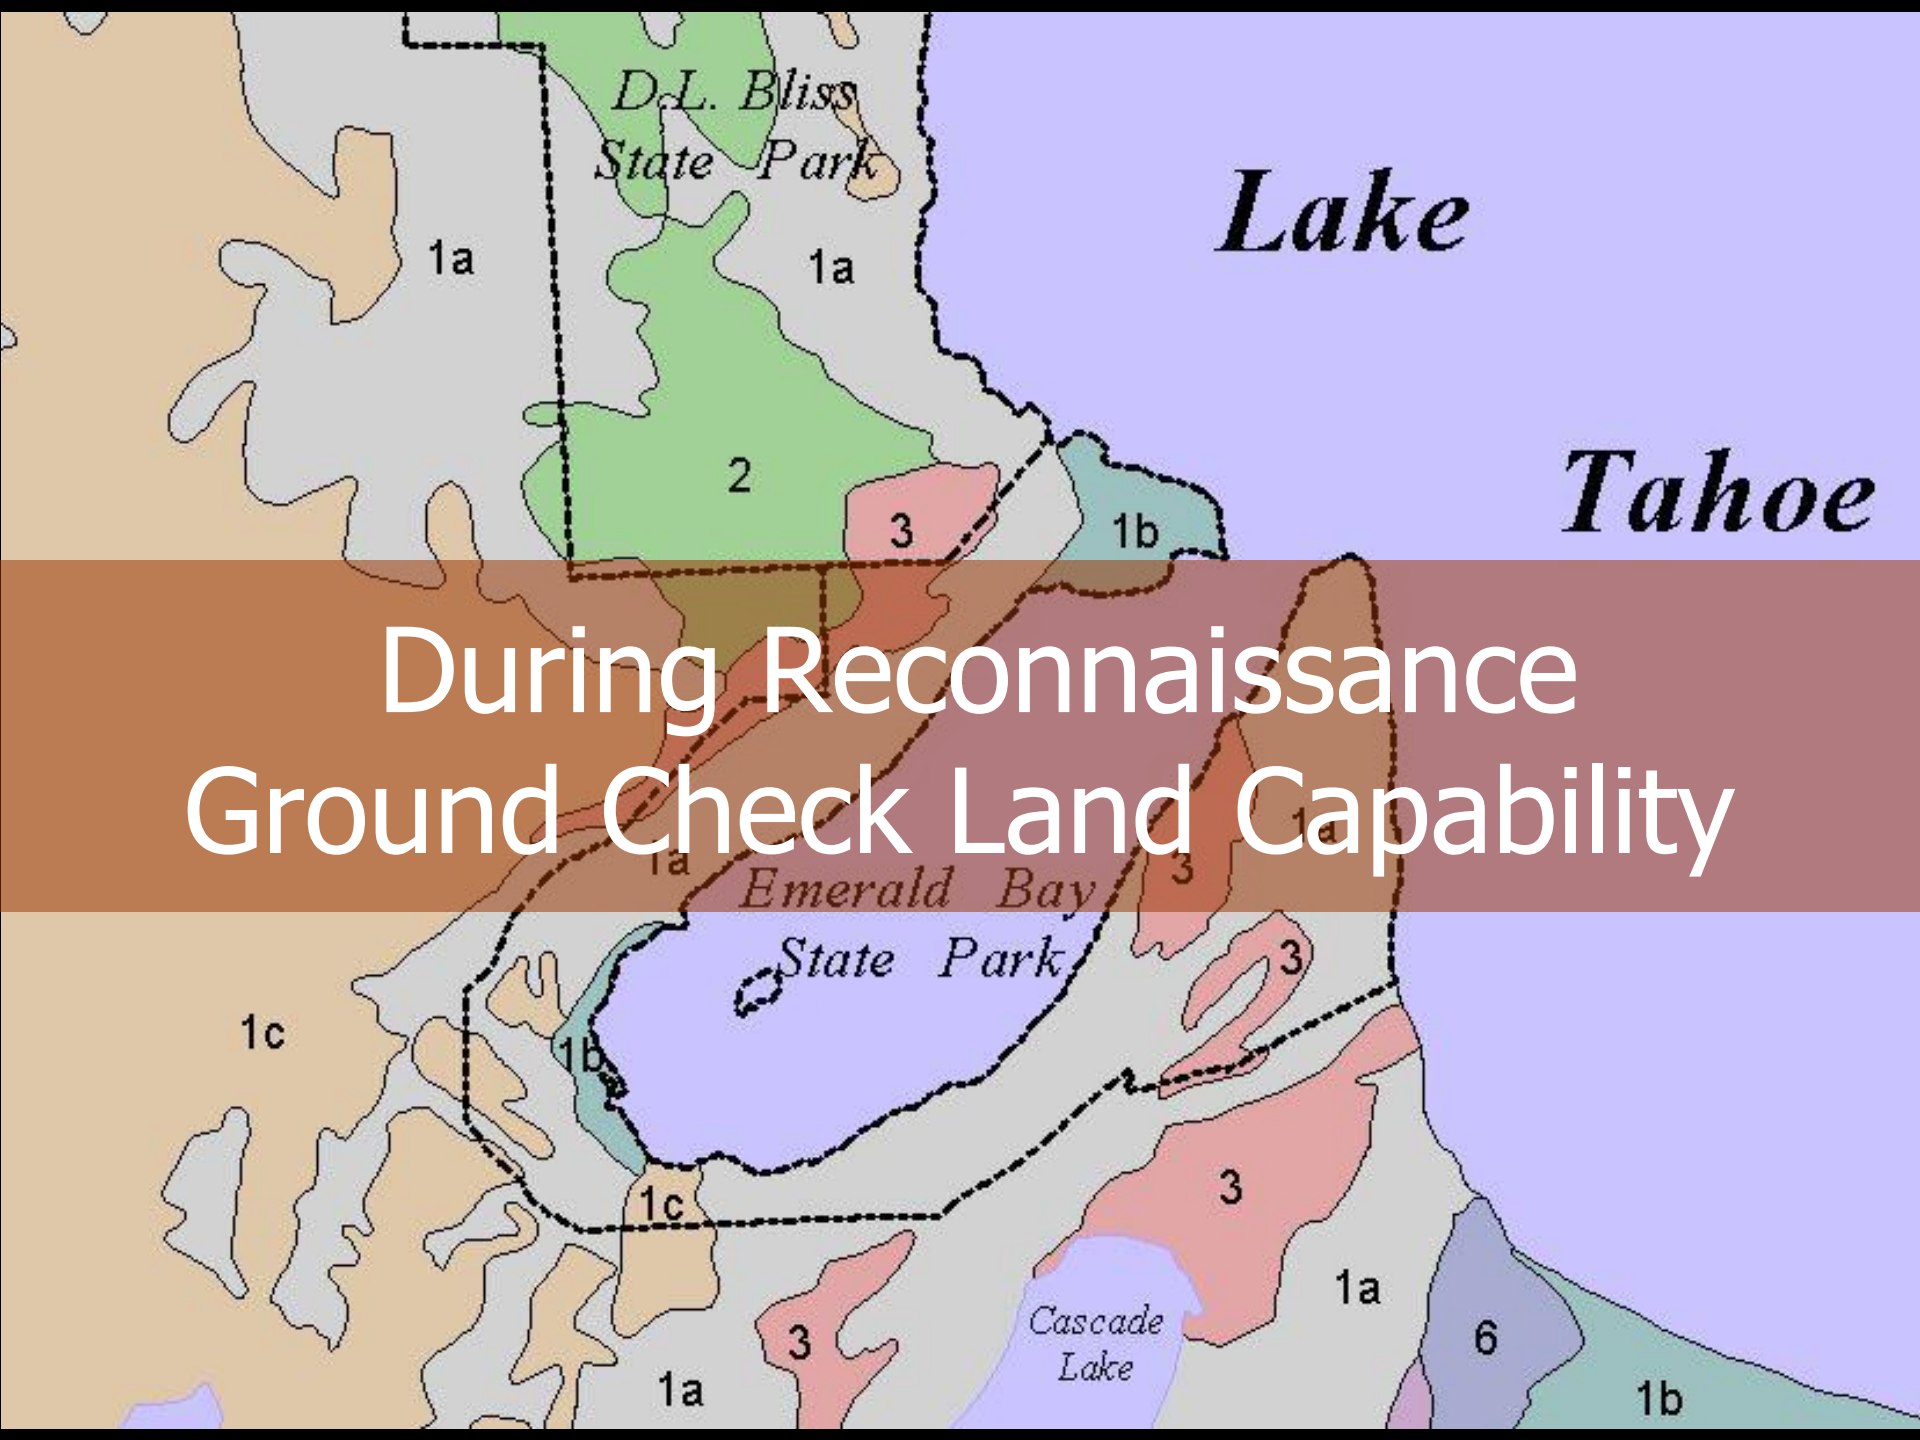 D.L. Bliss
State Park
Lake
1a
1a
Tahoe
2
3
1b
During Reconnaissance
Ground Check Land Capability
1a
1a
3
Emerald Bay
State Park
3
1c
1b
3
1c
1a
Cascade
Lake
3
6
1a
1b